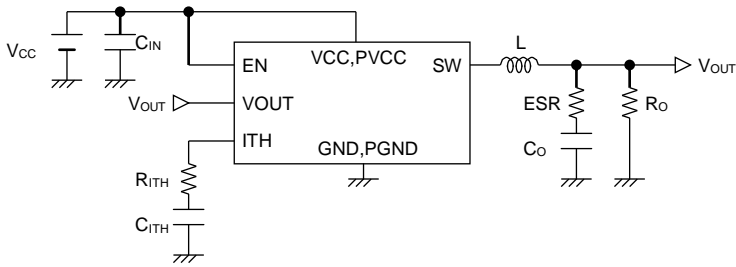 VCC
CIN
VCC,PVCC
EN
SW
L
VOUT
VOUT
VOUT
ESR
RO
ITH
GND,PGND
CO
RITH
CITH